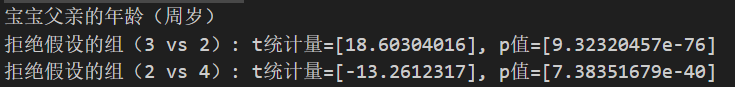 宝宝父亲的年龄（周岁）
拒绝假设的组（3 vs 2）: t统计量=[18.60304016], p值=[9.32320457e-76]
拒绝假设的组（2 vs 4）: t统计量=[-13.2612317], p值=[7.38351679e-40]